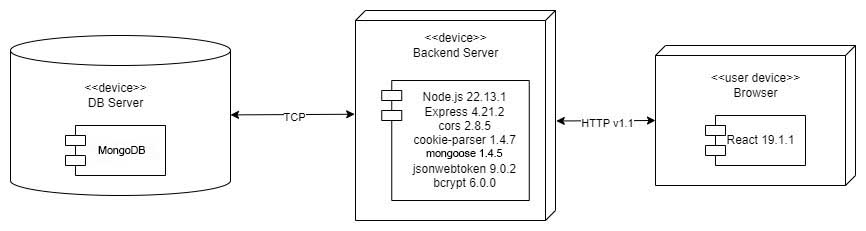 <<device>>
DB Server
MongoDB
TCP
<<device>>
Backend Server
Node.js 22.13.1
Express 4.21.2
cors 2.8.5
cookie-parser 1.4.7
mongoose 1.4.5
jsonwebtoken 9.0.2
bcrypt 6.0.0
HTTP v1.1
<<user device>>
Browser
React 19.1.1